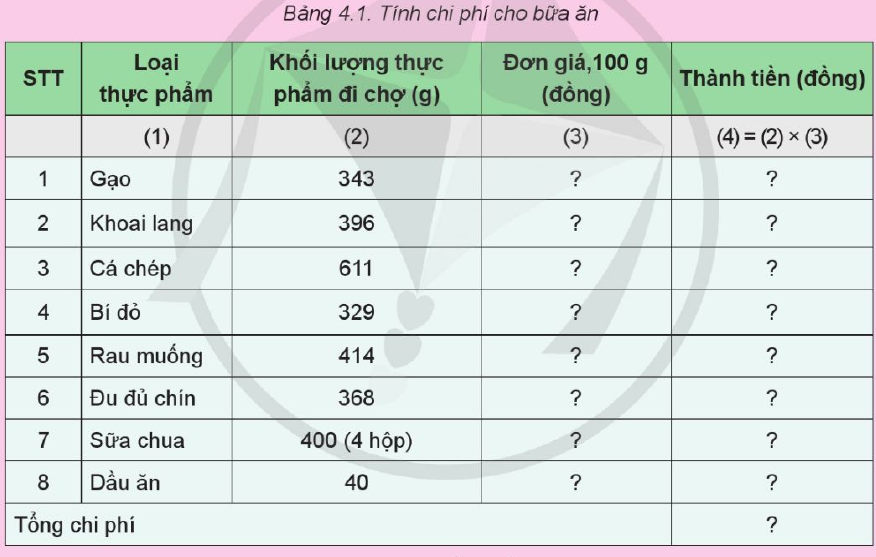 Bảng 4.1. Tính chi phí cho bữa ăn
STT Loại thực phẩm Khối lượng thực phẩm đi chợ (g) Đơn giá,100 g (đồng) Thành tiền (đồng)
(1) (2) (3) (4) = (2) × (3)
1 Gạo 343 ? ?
2 Khoai lang 396 ? ?
3 Cá chép 611 ? ?
4 Bí đỏ 329 ? ?
5 Rau muống 414 ? ?
6 Đu đủ chín 368 ? ?
7 Sữa chua 400 (4 hộp) ? ?
8 Dầu ăn 40 ? ?
Tổng chi phí ?